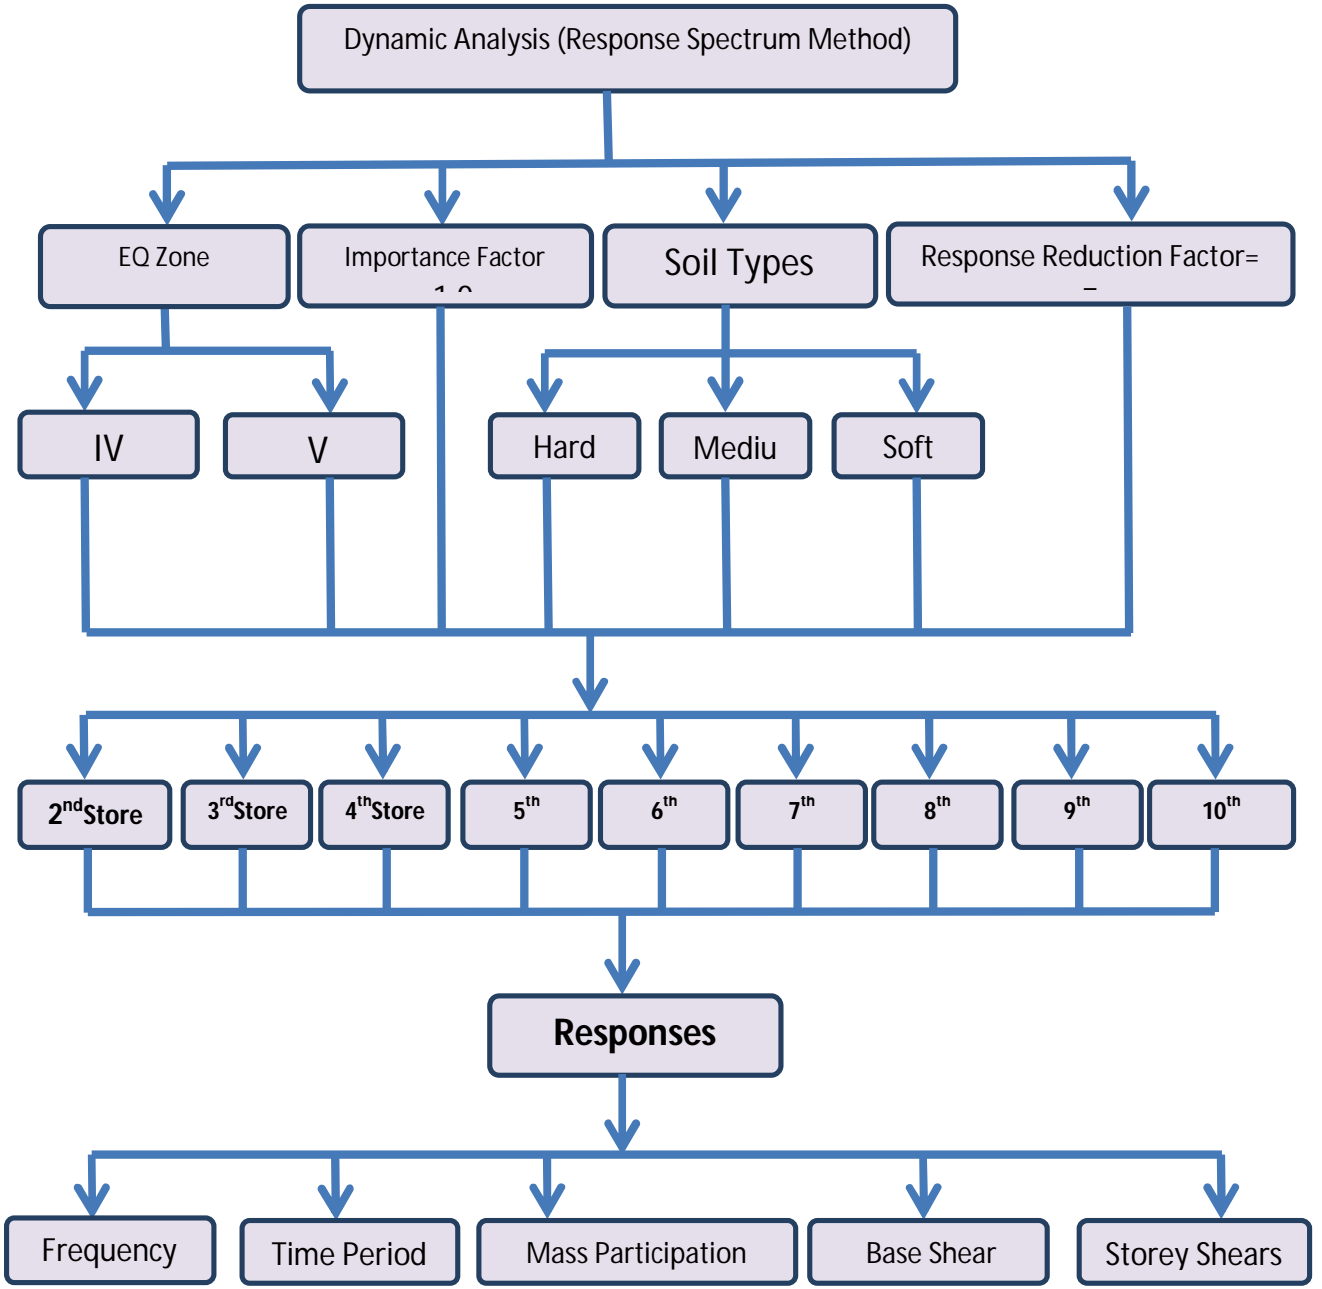 Dynamic Analysis (Response Spectrum Method)
EQ Zone
Importance Factor
Soil Types
Response Reduction Factor=
IV
V
Hard
Mediu
Soft
2ndStore
3rdStore
4thStore
5th
6th
7th
8th
9th
10th
Responses
Frequency
Time Period
Mass Participation
Base Shear
Storey Shears